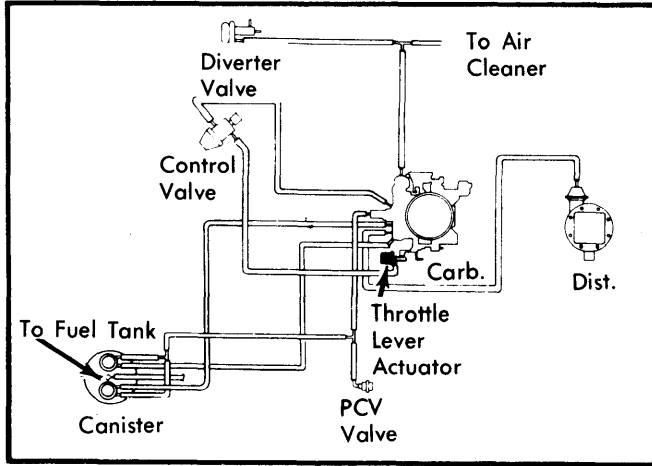 To Air
Cleaner
Diverter
Valve
Control
Valve
Carb.
Dist.
To Fuel Tank
Throttle
Lever
Actuator
Canister
PCV
Valve